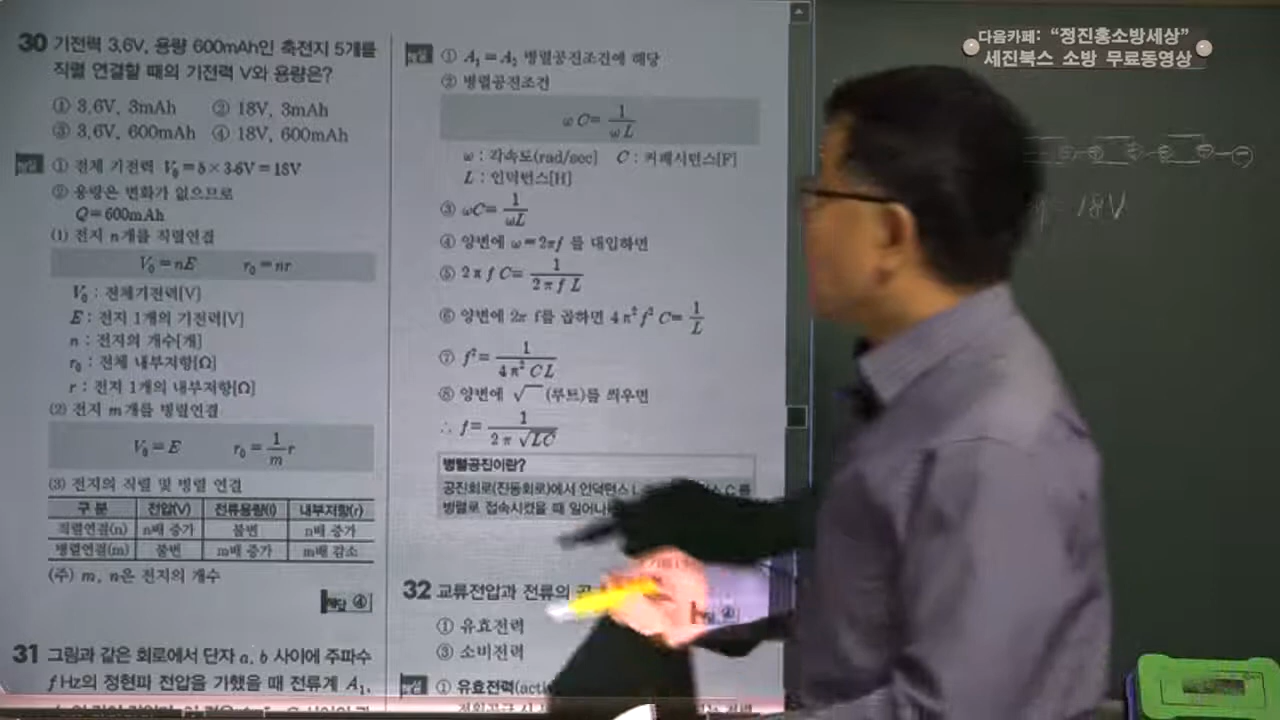 30 기전력 3.6V, 용량 600mAh인 축전지 5개를
직렬 연결할 때의 기전력 V와 용량은?
① 3.6V, 3mAh ② 18V, 3mAh
③ 3.6V, 600mAh ④ 18V, 600mAh
① 전체 기전력 V₀=5×3.6V=18V
② 용량은 변화가 없으므로
Q=600mAh
(1) 전지 n개를 직렬연결
V₀=nE r₀=nr
V₀ : 전체기전력[V]
E : 전지 1개의 기전력[V]
n : 전지의 개수[개]
r₀ : 전체 내부저항[Ω]
r : 전지 1개의 내부저항[Ω]
(2) 전지 m개를 병렬연결
V₀=E r₀=1/m r
(3) 전지의 직렬 및 병렬 연결
구분 전압(V) 전류용량(I) 내부저항(r)
직렬연결(n) n배 증가 불변 n배 증가
병렬연결(m) 불변 m배 증가 m배 감소
(주) m, n은 전지의 개수
해답 ④
31 그림과 같은 회로에서 단자 a, b 사이에 주파수
f Hz의 정현파 전압을 가했을 때 전류계 A₁,
① A₁=A₂ 병렬공진조건에 해당
② 병렬공진조건
ωC=1/ωL
ω : 각속도(rad/sec) C : 커패시턴스[F]
L : 인덕턴스[H]
③ ωC=1/ωL
④ 양변에 ω=2πf 를 대입하면
⑤ 2πfC=1/2πfL
⑥ 양변에 2π f를 곱하면 4π²f²C=1/L
⑦ f²=1/4π²CL
⑧ 양변에 √ (루트)를 씌우면
∴ f=1/2π√LC
병렬공진이란?
공진회로(진동회로)에서 인덕턴스 L C를
병렬로 접속시켰을 때 일어나
32 교류전압과 전류의
① 유효전력
③ 소비전력
① 유효전력(acti
다음카페: “정진홍소방세상”
세진북스 소방 무료동영상
18V